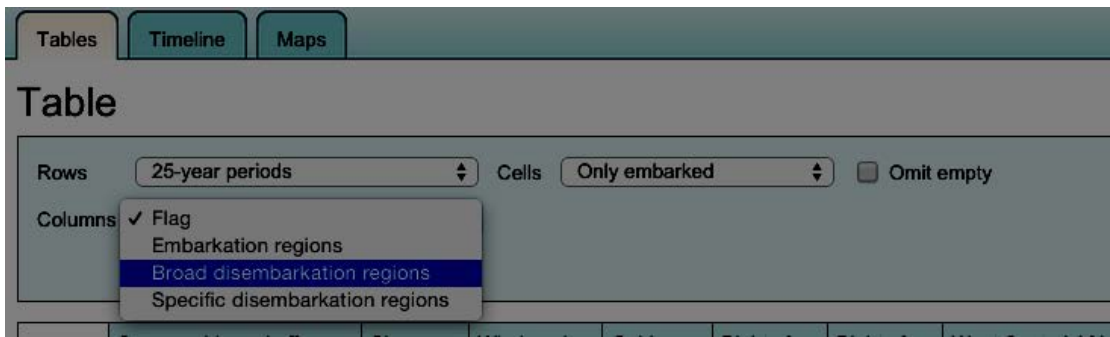 Tables Timeline Maps
Table
Rows 25-year periods Cells Only embarked Omit empty
Columns ✓ Flag
Embarkation regions
Broad disembarkation regions
Specific disembarkation regions